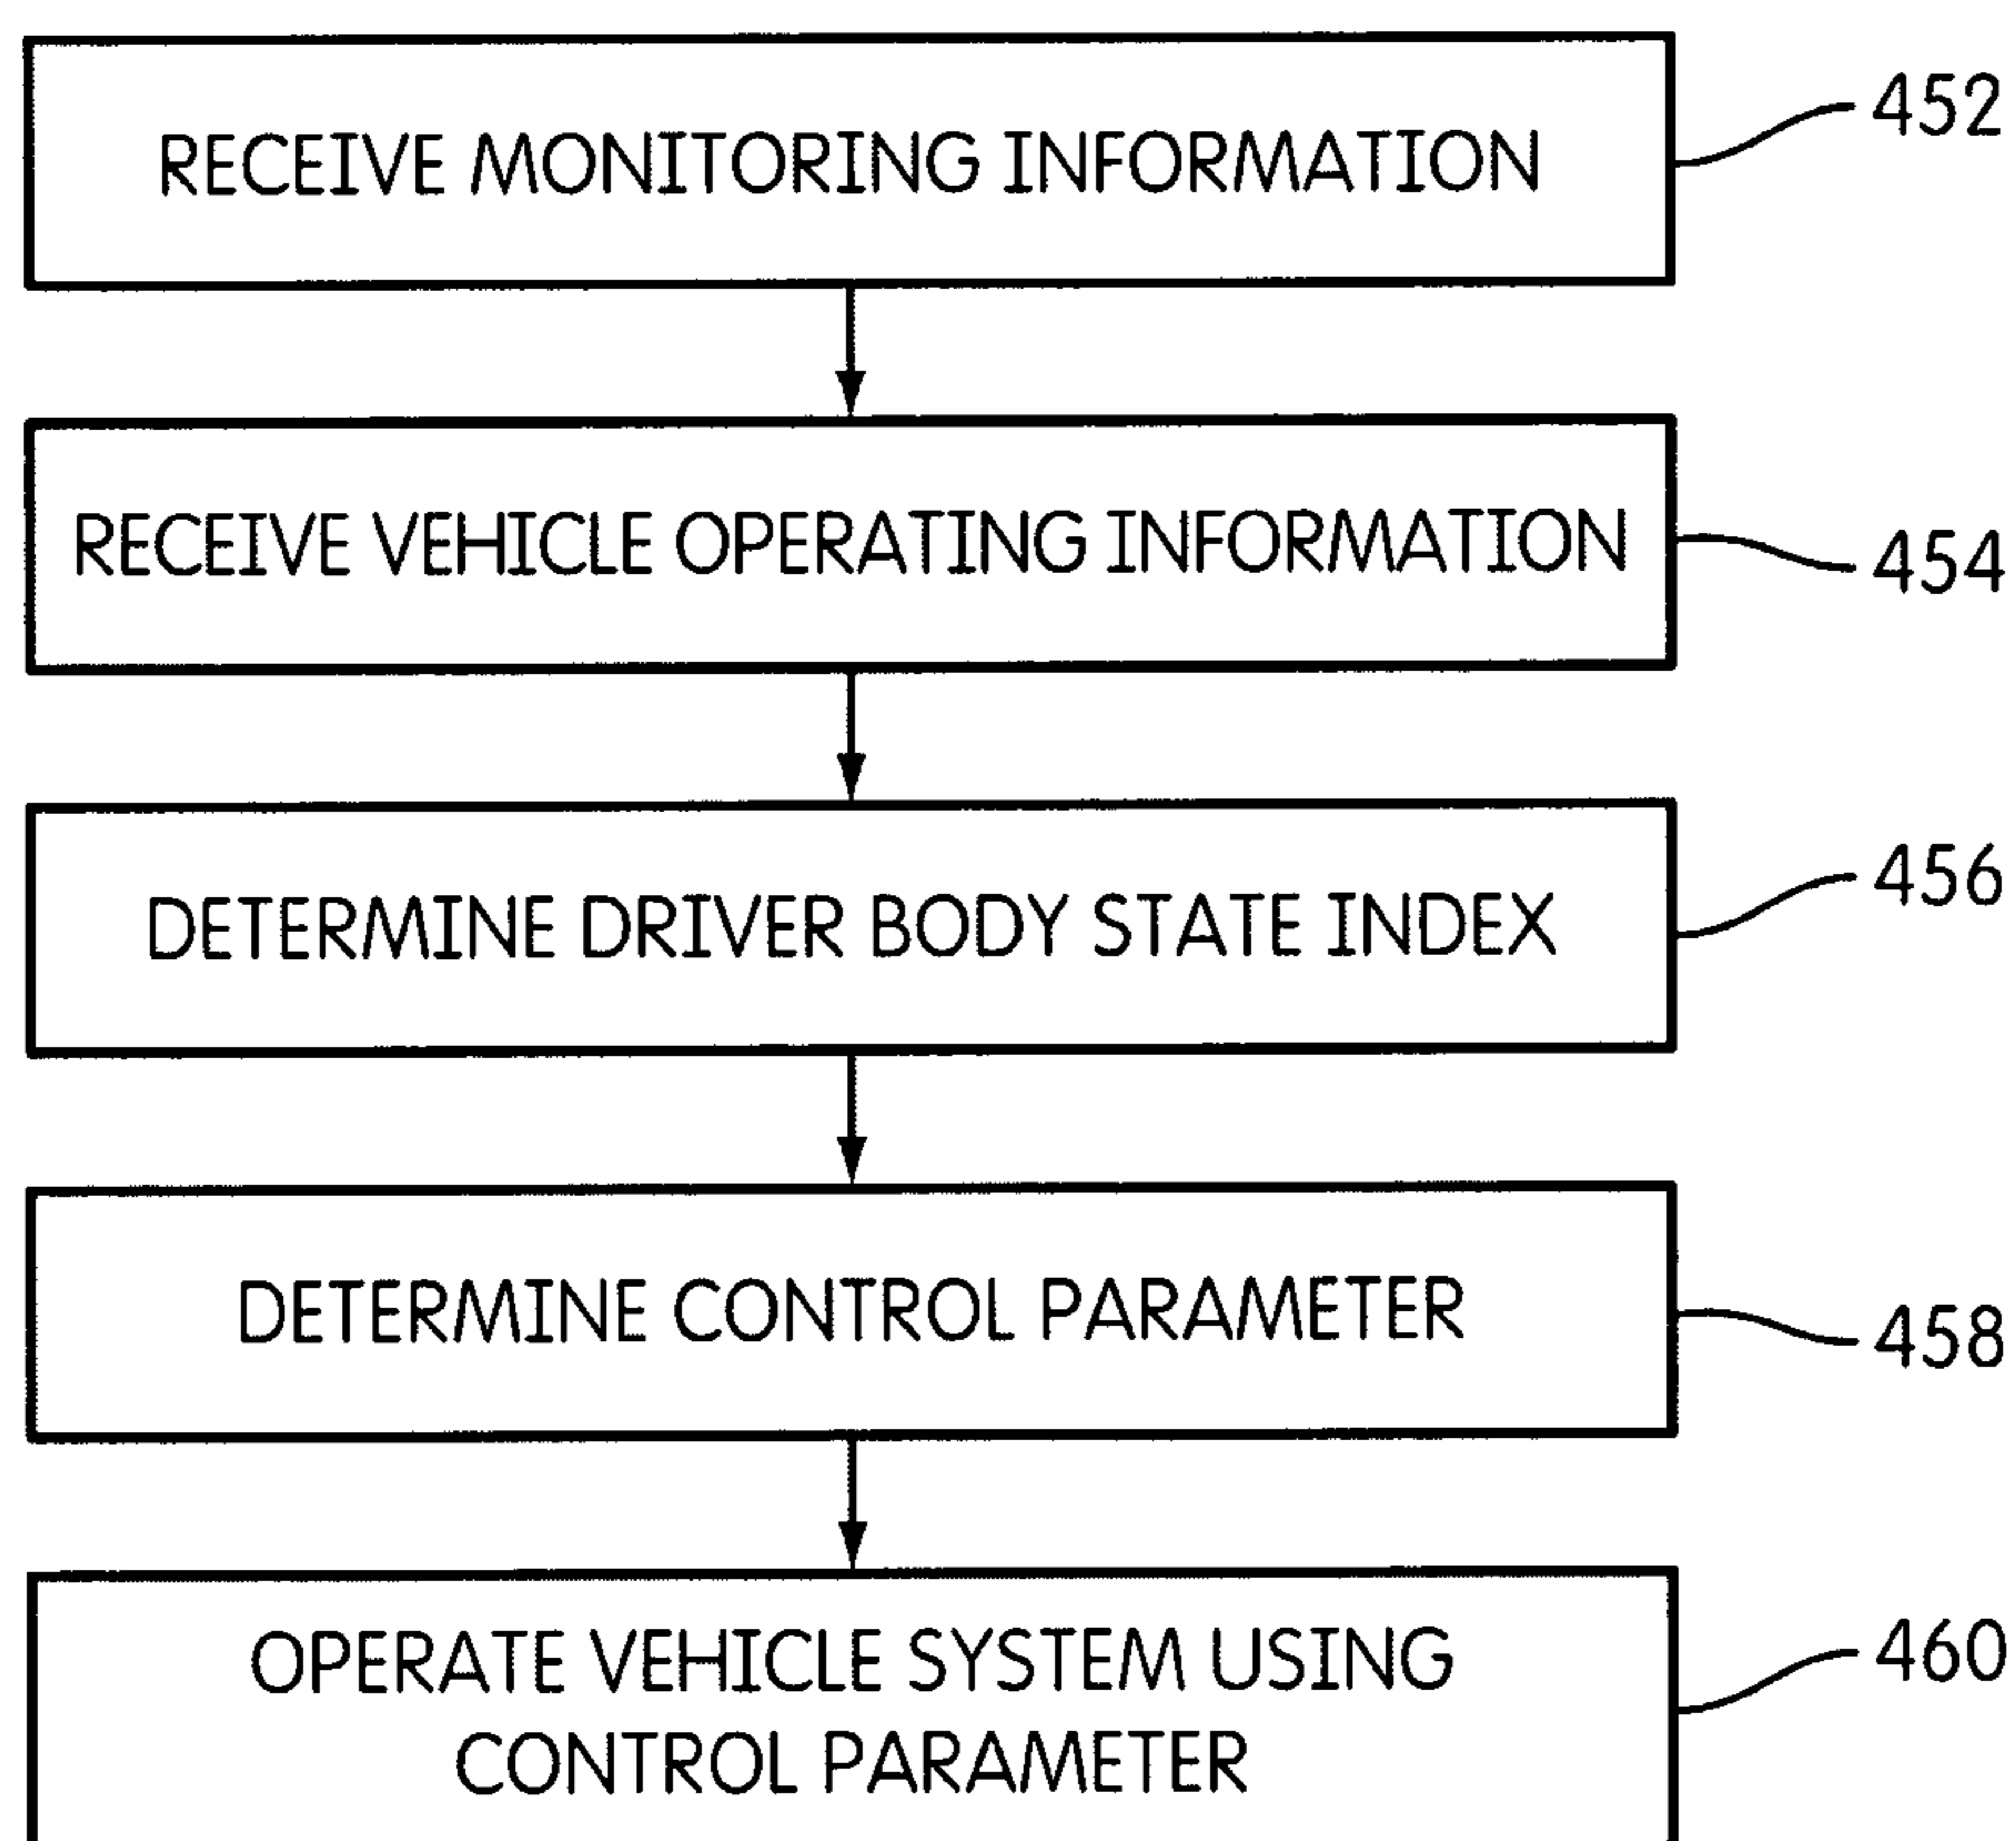 RECEIVE MONITORING INFORMATION
452
RECEIVE VEHICLE OPERATING INFORMATION
454
DETERMINE DRIVER BODY STATE INDEX
456
DETERMINE CONTROL PARAMETER
458
OPERATE VEHICLE SYSTEM USING
CONTROL PARAMETER
460